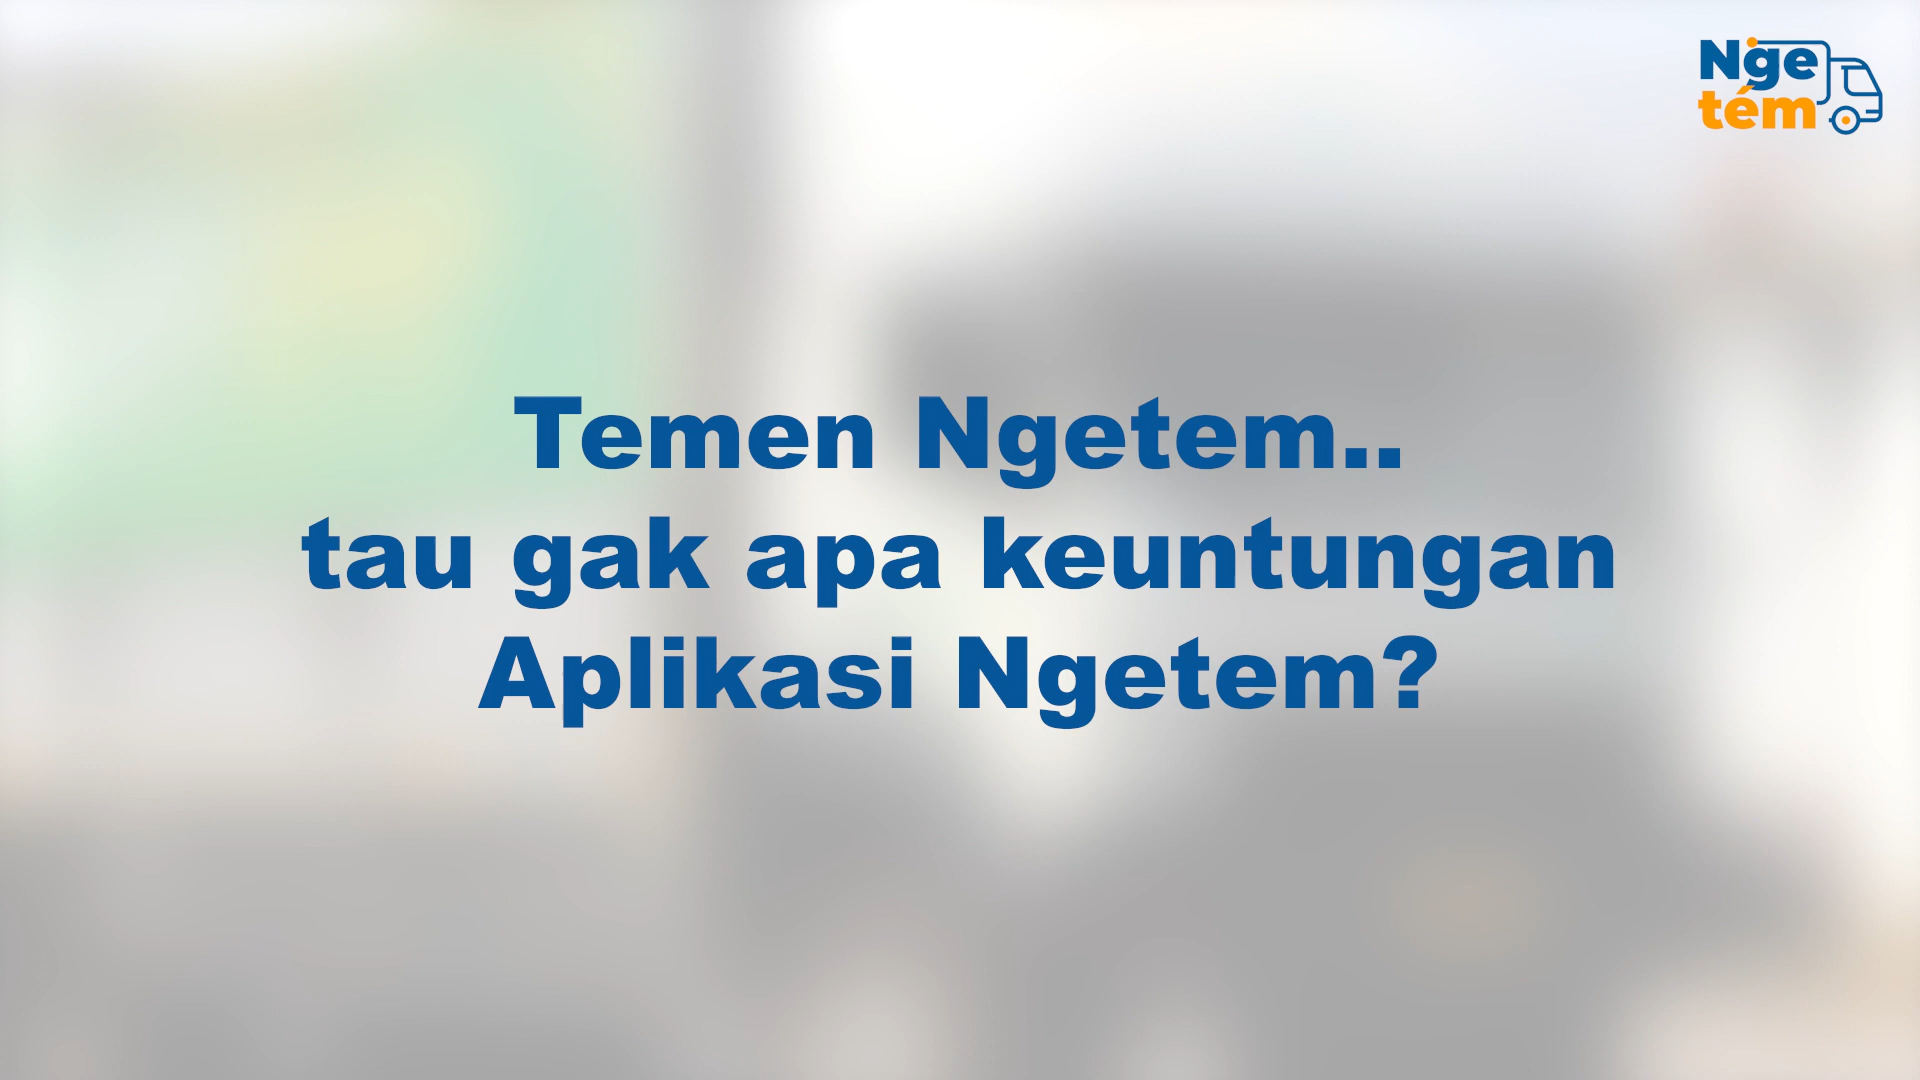 Nge
tém
Temen Ngetem..
tau gak apa keuntungan
Aplikasi Ngetem?